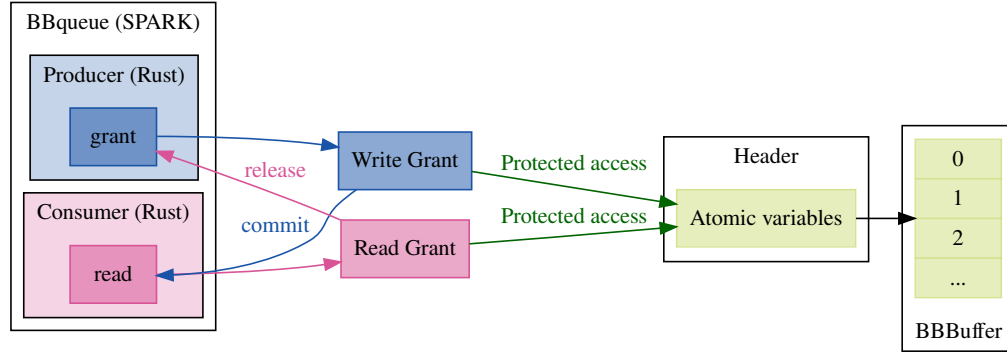 BBqueue (SPARK)
Producer (Rust)
grant
Consumer (Rust)
read
release
commit
Write Grant
Read Grant
Protected access
Protected access
Header
Atomic variables
0
1
2
...
BBBuffer